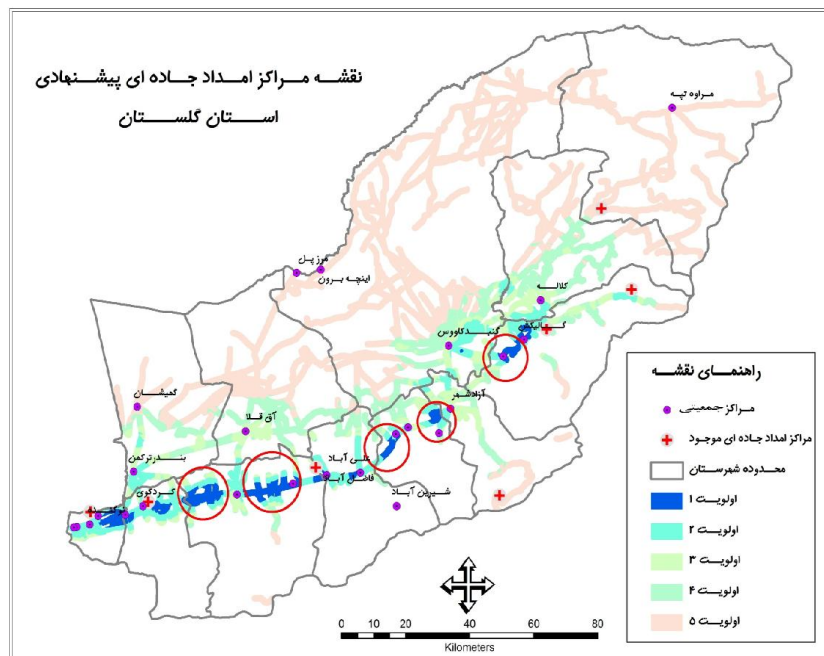 نقشه مراکز امداد جاده ای پیشنهادی
استان گلستان
مراوه تپه
مرز پل
اینچه برون
کلاله
گنبدکاووس
گالیکش
آزادشهر
گمیشان
آق قلا
بندرترکمن
علی آباد
فاضل آباد
کردکوی
نوکنده
شیرین آباد
راهنمای نقشه
مراکز جمعیتی
مراکز امداد جاده ای موجود
محدوده شهرستان
اولویت ۱
اولویت ۲
اولویت ۳
اولویت ۴
اولویت ۵
0 10 20 40 60 80
Kilometers